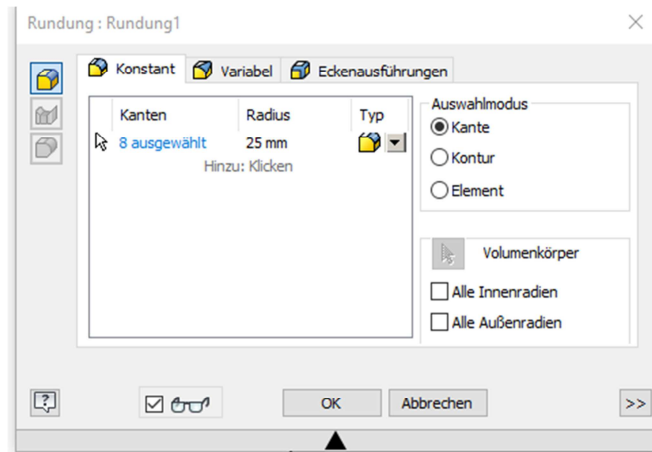 Rundung : Rundung1
Konstant Variabel Eckenausführungen
Kanten Radius Typ
8 ausgewählt 25 mm
Hinzu: Klicken
Auswahlmodus
Kante
Kontur
Element
Volumenkörper
Alle Innenradien
Alle Außenradien
? OK Abbrechen >>